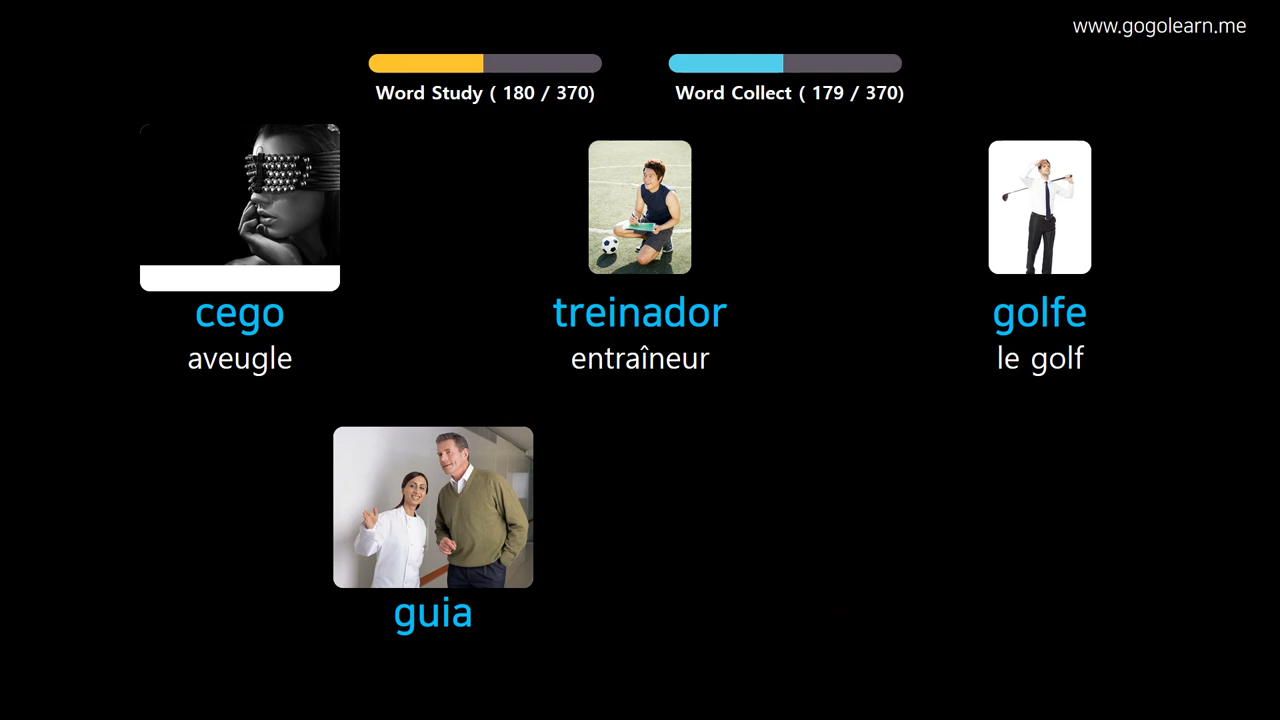 www.gogolearn.me
Word Study ( 180 / 370)
Word Collect ( 179 / 370)
cego
aveugle
treinador
entraîneur
golfe
le golf
guia